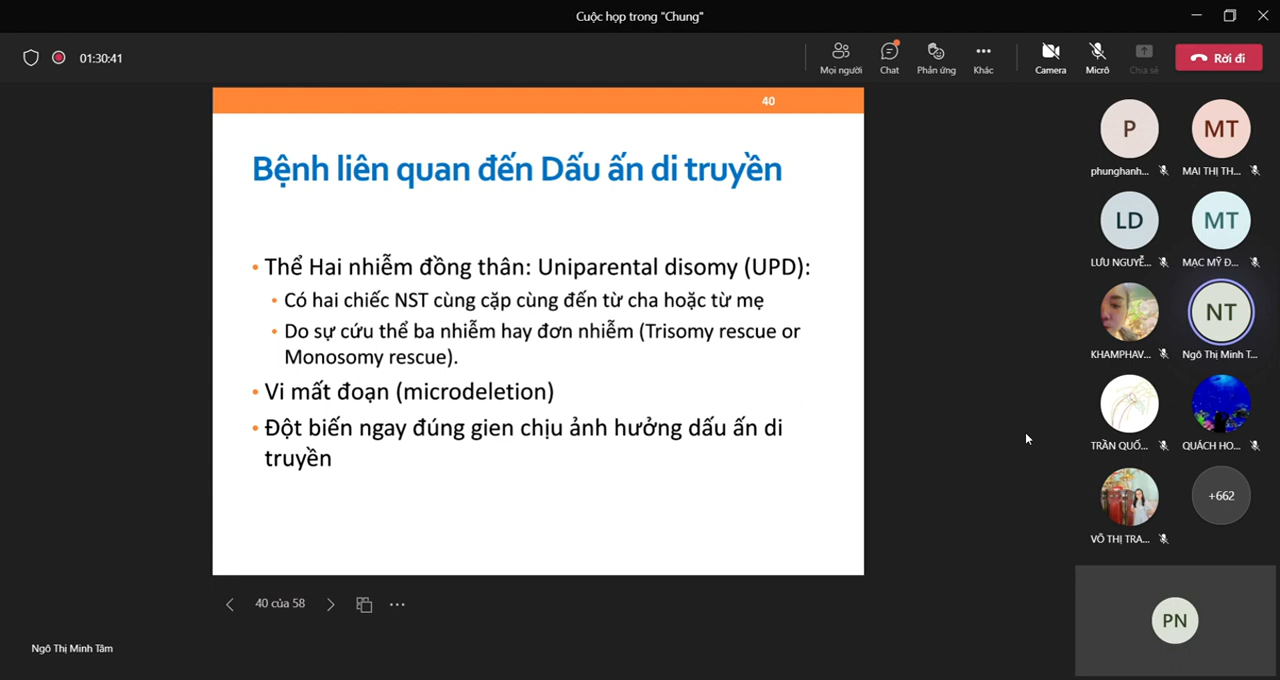 Cuộc họp trong "Chung"
01:30:41
Mọi người
Chat
Phản ứng
Khác
Camera
Micrô
Chia sẻ
Rời đi
40
Bệnh liên quan đến Dấu ấn di truyền
• Thể Hai nhiễm đồng thân: Uniparental disomy (UPD):
• Có hai chiếc NST cùng cặp cùng đến từ cha hoặc từ mẹ
• Do sự cứu thể ba nhiễm hay đơn nhiễm (Trisomy rescue or
Monosomy rescue).
• Vi mất đoạn (microdeletion)
• Đột biến ngay đúng gien chịu ảnh hưởng dấu ấn di
truyền
40 của 58
Ngô Thị Minh Tâm
P
MT
phunghanh...
MAI THỊ TH...
LD
MT
LƯU NGUYỄ...
MẠC MỸ Đ...
NT
KHAMPHAV...
Ngô Thị Minh T...
TRẦN QUỐ...
QUÁCH HO...
+662
VÕ THỊ TRA...
PN